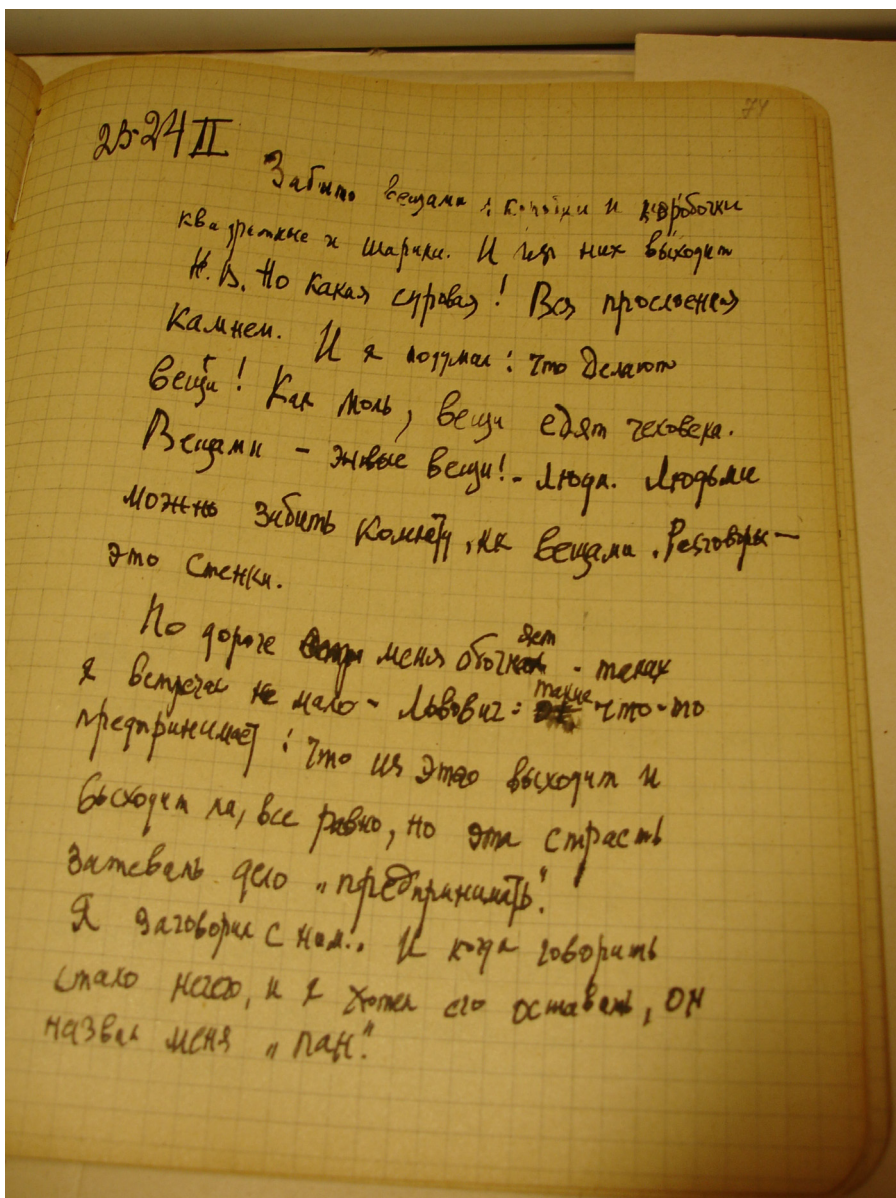 74
23-24 II
Забито вещами: и коробочки
квадратные и шарики. И из них выходит
Н. В. Но какая суровая! Вся прослоенная
камнем. И я подумал: что делают
вещи! Как моль, вещи едят человека.
Вещами - живые вещи! - люди. Людьми
можно забить комнату, как вещами. Разговоры —
это стенки.
По дороге меня обгоняет - таких
я встречал не мало - Львович: такие что-то
предпринимает: что из этого выходит и
выходит ли, все равно, но эта страсть
затевать дело „предпринимать".
Я заговорил с ним.. И когда говорить
стало нечего, и я хотел его оставить, он
назвал меня „пан".